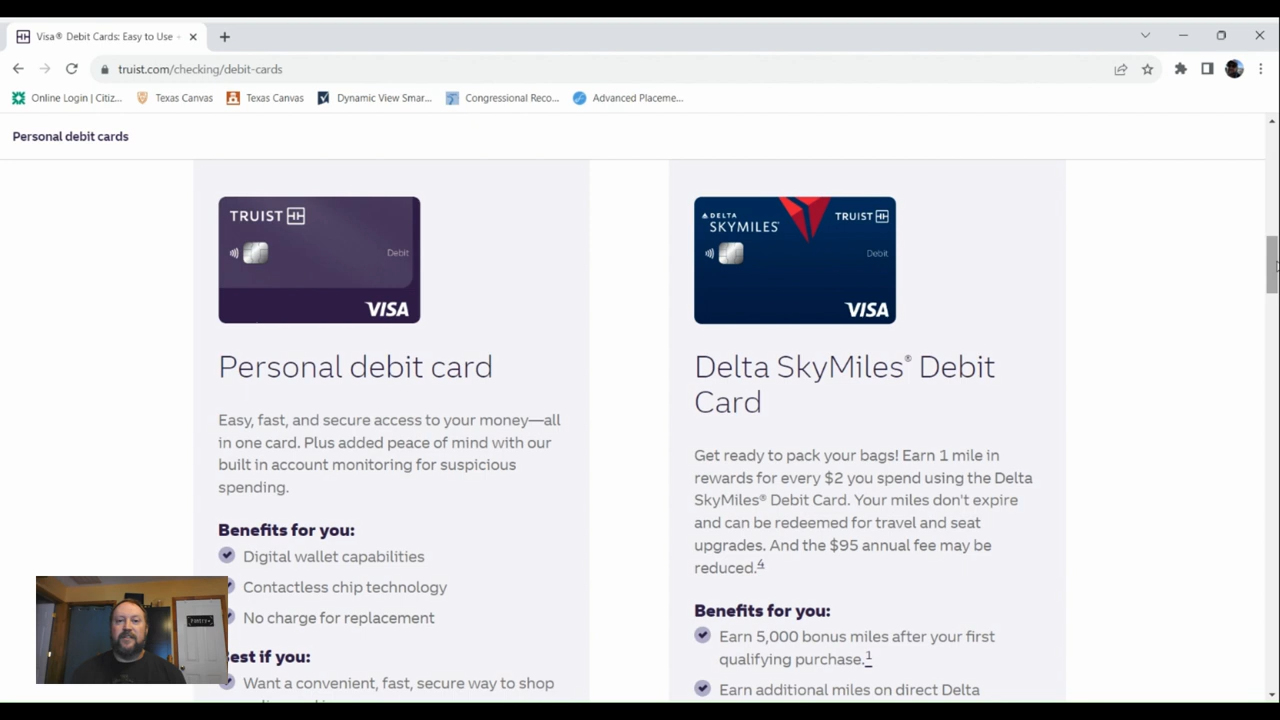 Visa® Debit Cards: Easy to Use
truist.com/checking/debit-cards
Online Login | Citiz...
Texas Canvas
Texas Canvas
Dynamic View Smar...
Congressional Reco...
Advanced Placeme...
Personal debit cards
TRUIST
Debit
VISA
Personal debit card
Easy, fast, and secure access to your money—all
in one card. Plus added peace of mind with our
built in account monitoring for suspicious
spending.
Benefits for you:
Digital wallet capabilities
Contactless chip technology
No charge for replacement
Best if you:
Want a convenient, fast, secure way to shop
PANTRY
DELTA
SKYMILES
TRUIST
Debit
VISA
Delta SkyMiles® Debit
Card
Get ready to pack your bags! Earn 1 mile in
rewards for every $2 you spend using the Delta
SkyMiles® Debit Card. Your miles don't expire
and can be redeemed for travel and seat
upgrades. And the $95 annual fee may be
reduced.4
Benefits for you:
Earn 5,000 bonus miles after your first
qualifying purchase.1
Earn additional miles on direct Delta